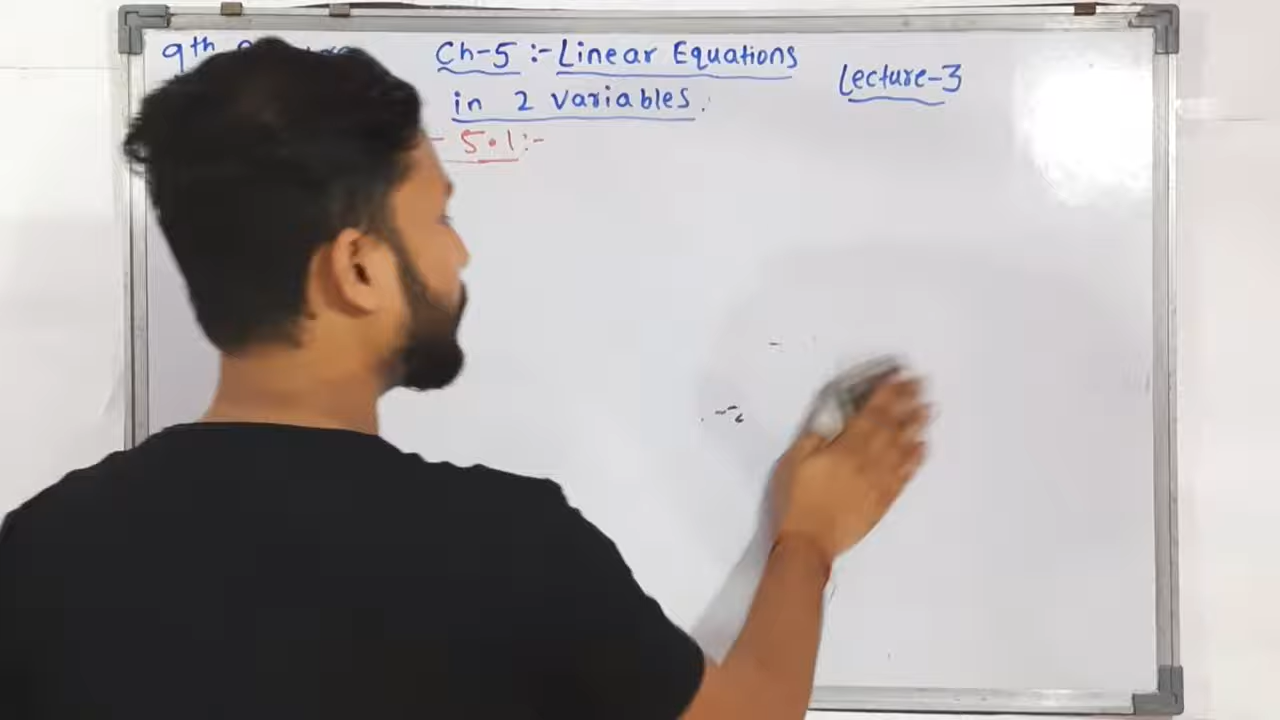 9th
Ch-5 :- Linear Equations
in 2 Variables.
Lecture-3
- 5.1:-